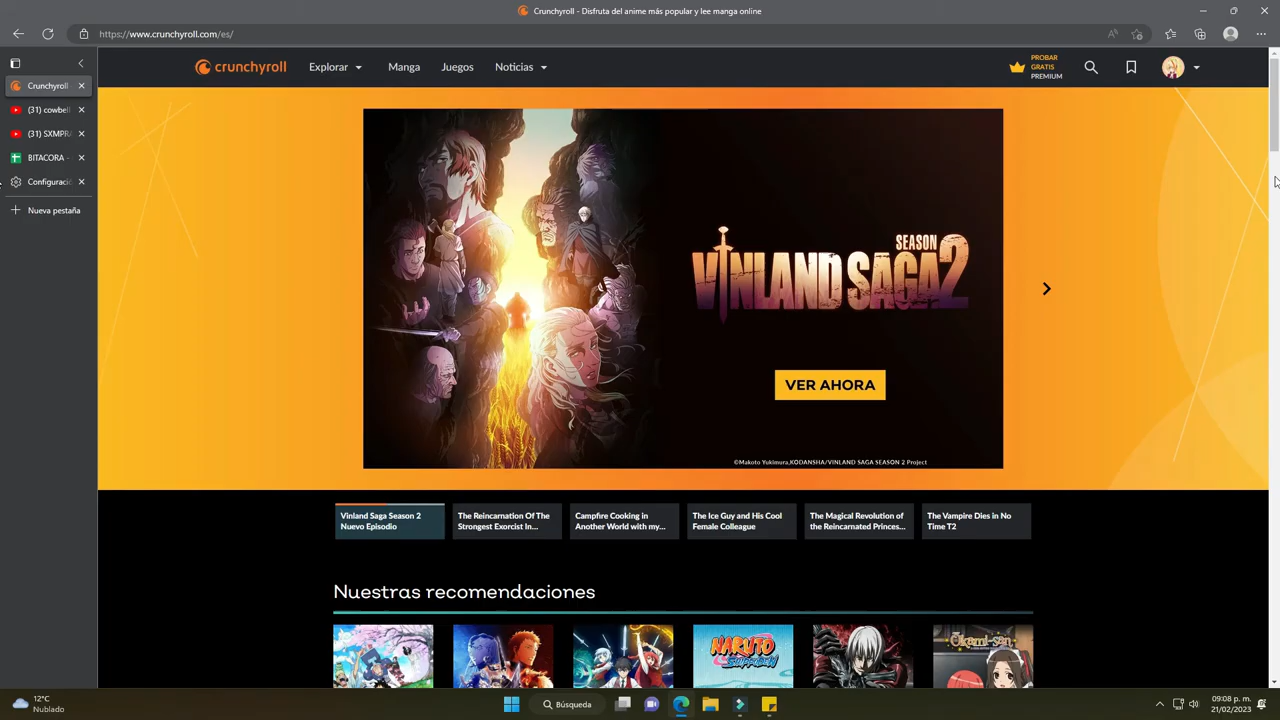 Crunchyroll - Disfruta del anime más popular y lee manga online
https://www.crunchyroll.com/es/
Crunchyroll
(31) cowbell
(31) SXMPRA
BITACORA -
Configuració
Nueva pestaña
crunchyroll
Explorar
Manga
Juegos
Noticias
PROBAR
GRATIS
PREMIUM
SEASON
VINLAND SAGA 2
VER AHORA
©Makoto Yukimura,KODANSHA/VINLAND SAGA SEASON 2 Project
Vinland Saga Season 2
Nuevo Episodio
The Reincarnation Of The
Strongest Exorcist In...
Campfire Cooking in
Another World with my...
The Ice Guy and His Cool
Female Colleague
The Magical Revolution of
the Reincarnated Princes...
The Vampire Dies in No
Time T2
Nuestras recomendaciones
NARUTO
SHIPPUDEN
Okami-san
12°C
Nublado
Búsqueda
09:08 p. m.
21/02/2023